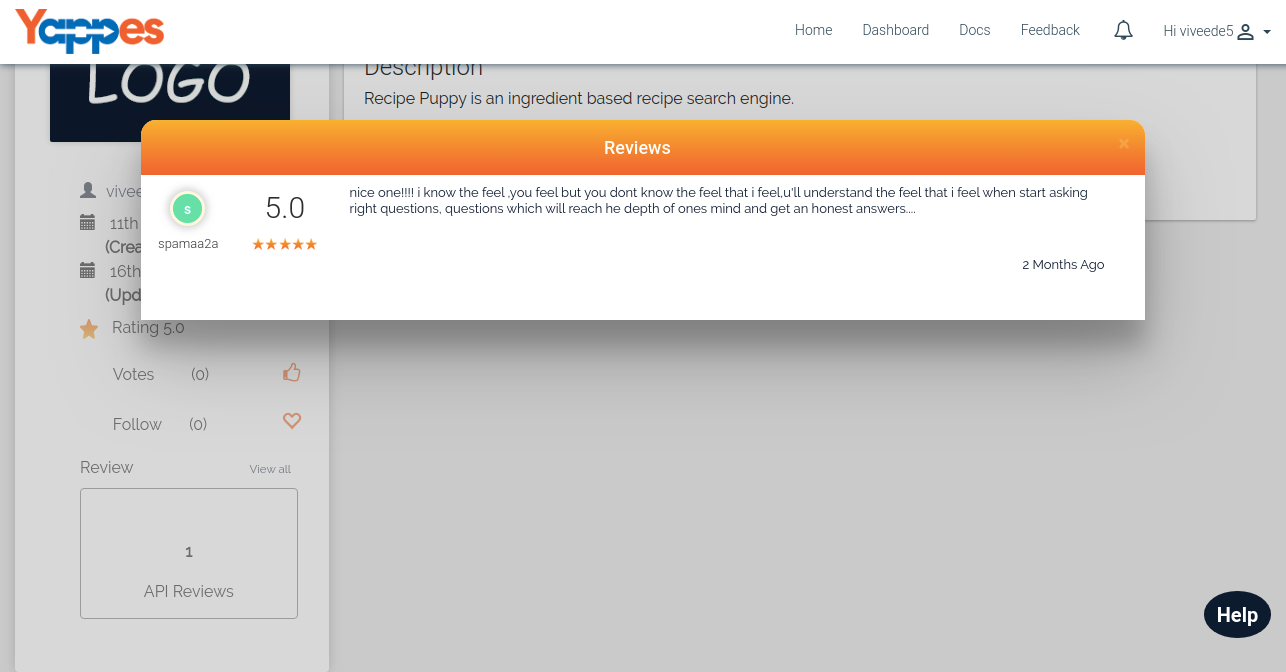 Yappes
Home Dashboard Docs Feedback Hi viveede5
LOGO
Description
Recipe Puppy is an ingredient based recipe search engine.
Reviews ×
s
spamaa2a
5.0
nice one!!!! i know the feel ,you feel but you dont know the feel that i feel,u'll understand the feel that i feel when start asking
right questions, questions which will reach he depth of ones mind and get an honest answers....
2 Months Ago
vivee
11th
(Crea
16th
(Upd
Rating 5.0
Votes (0)
Follow (0)
Review View all
1
API Reviews
Help